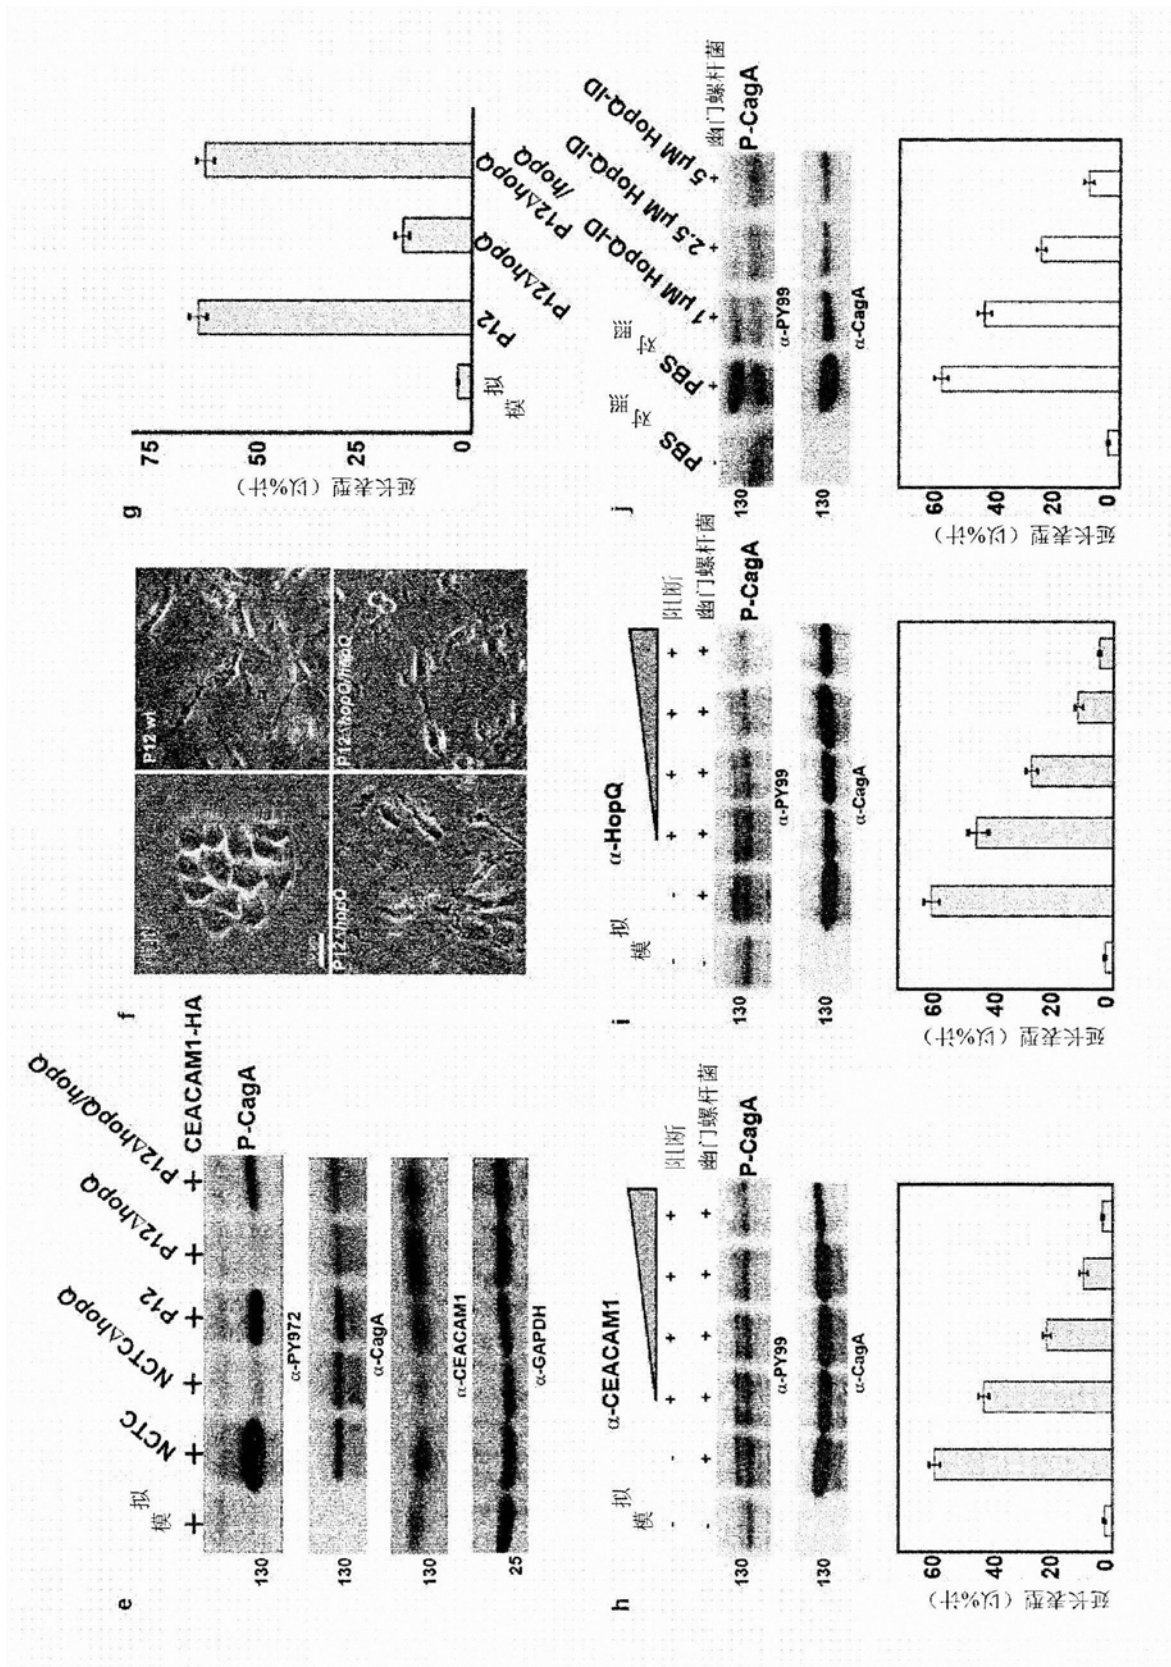 e
模拟
NCTC
NCTCΔhopQ
P12
P12ΔhopQ
P12ΔhopQ/hopQ
+ + + + + + CEACAM1-HA
130
P-CagA
α-PY972
130
α-CagA
130
α-CEACAM1
25
α-GAPDH
f
P12 wt
P12ΔhopQ
P12ΔhopQ/hopQ
g
延长表型（以%计）
75
50
25
0
模拟
P12
P12ΔhopQ
P12ΔhopQ
/hopQ
h
α-CEACAM1
模拟
- - + + + + 阻断
- + + + + + 幽门螺杆菌
130
P-CagA
α-PY99
130
α-CagA
延长表型（以%计）
60
40
20
0
i
α-HopQ
模拟
- - + + + + 阻断
- + + + + + 幽门螺杆菌
130
P-CagA
α-PY99
130
α-CagA
延长表型（以%计）
60
40
20
0
j
PBS 对照
PBS 对照
1 μM HopQ-ID
2.5 μM HopQ-ID
5 μM HopQ-ID
- + + + + 幽门螺杆菌
130
P-CagA
α-PY99
130
α-CagA
延长表型（以%计）
60
40
20
0